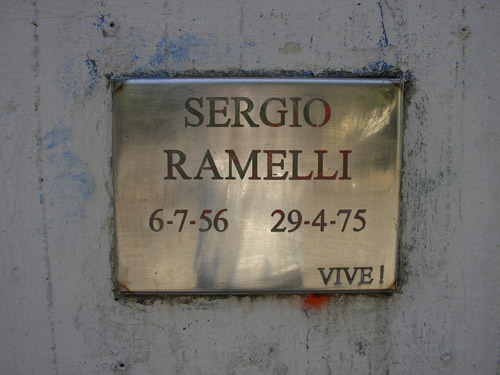 SERGIO
RAMELLI
6-7-56 29-4-75
VIVE!